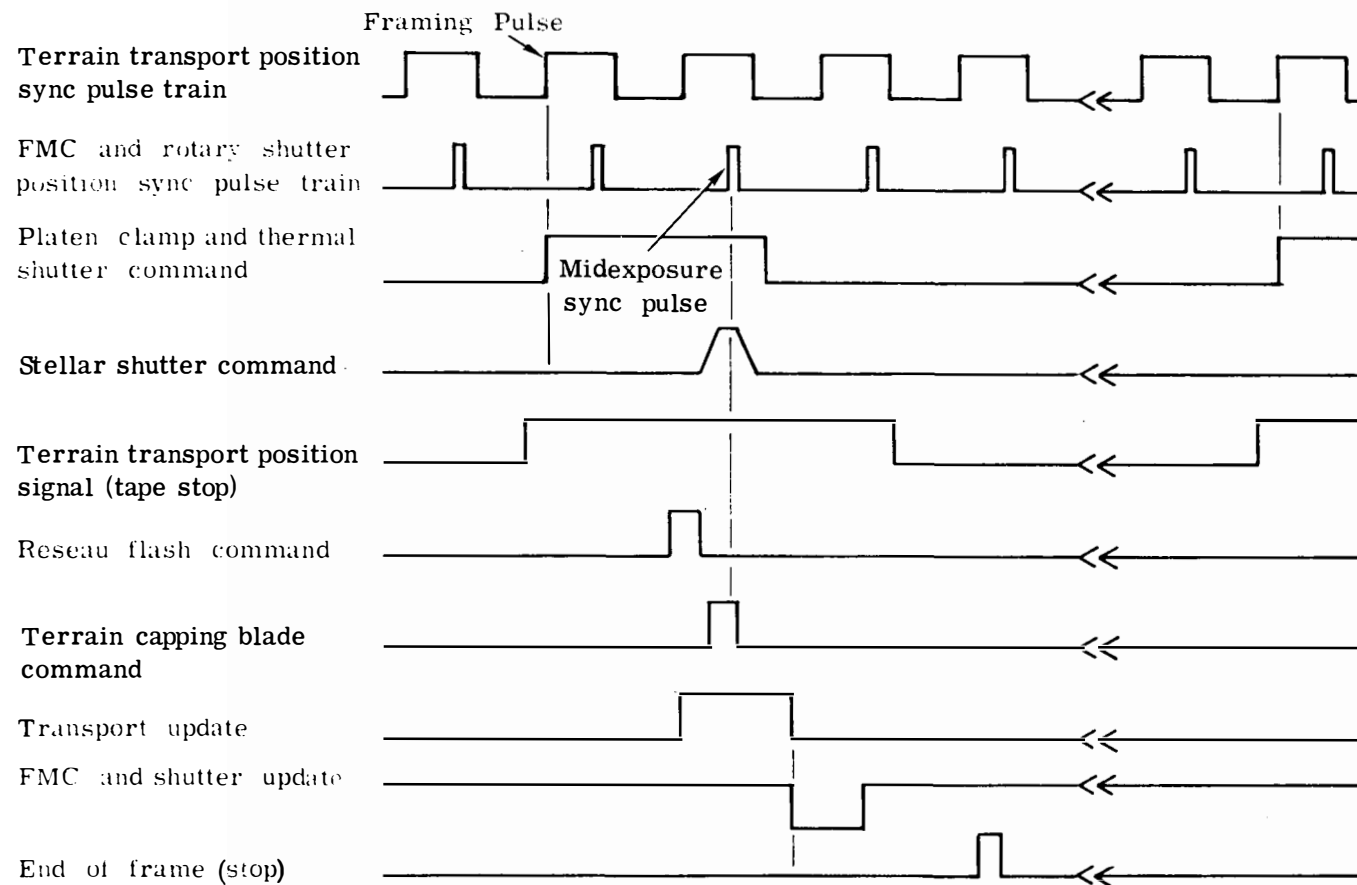 Framing Pulse
Terrain transport position
sync pulse train
FMC and rotary shutter
position sync pulse train
Platen clamp and thermal
shutter command
Midexposure
sync pulse
Stellar shutter command
Terrain transport position
signal (tape stop)
Reseau flash command
Terrain capping blade
command
Transport update
FMC and shutter update
End of frame (stop)